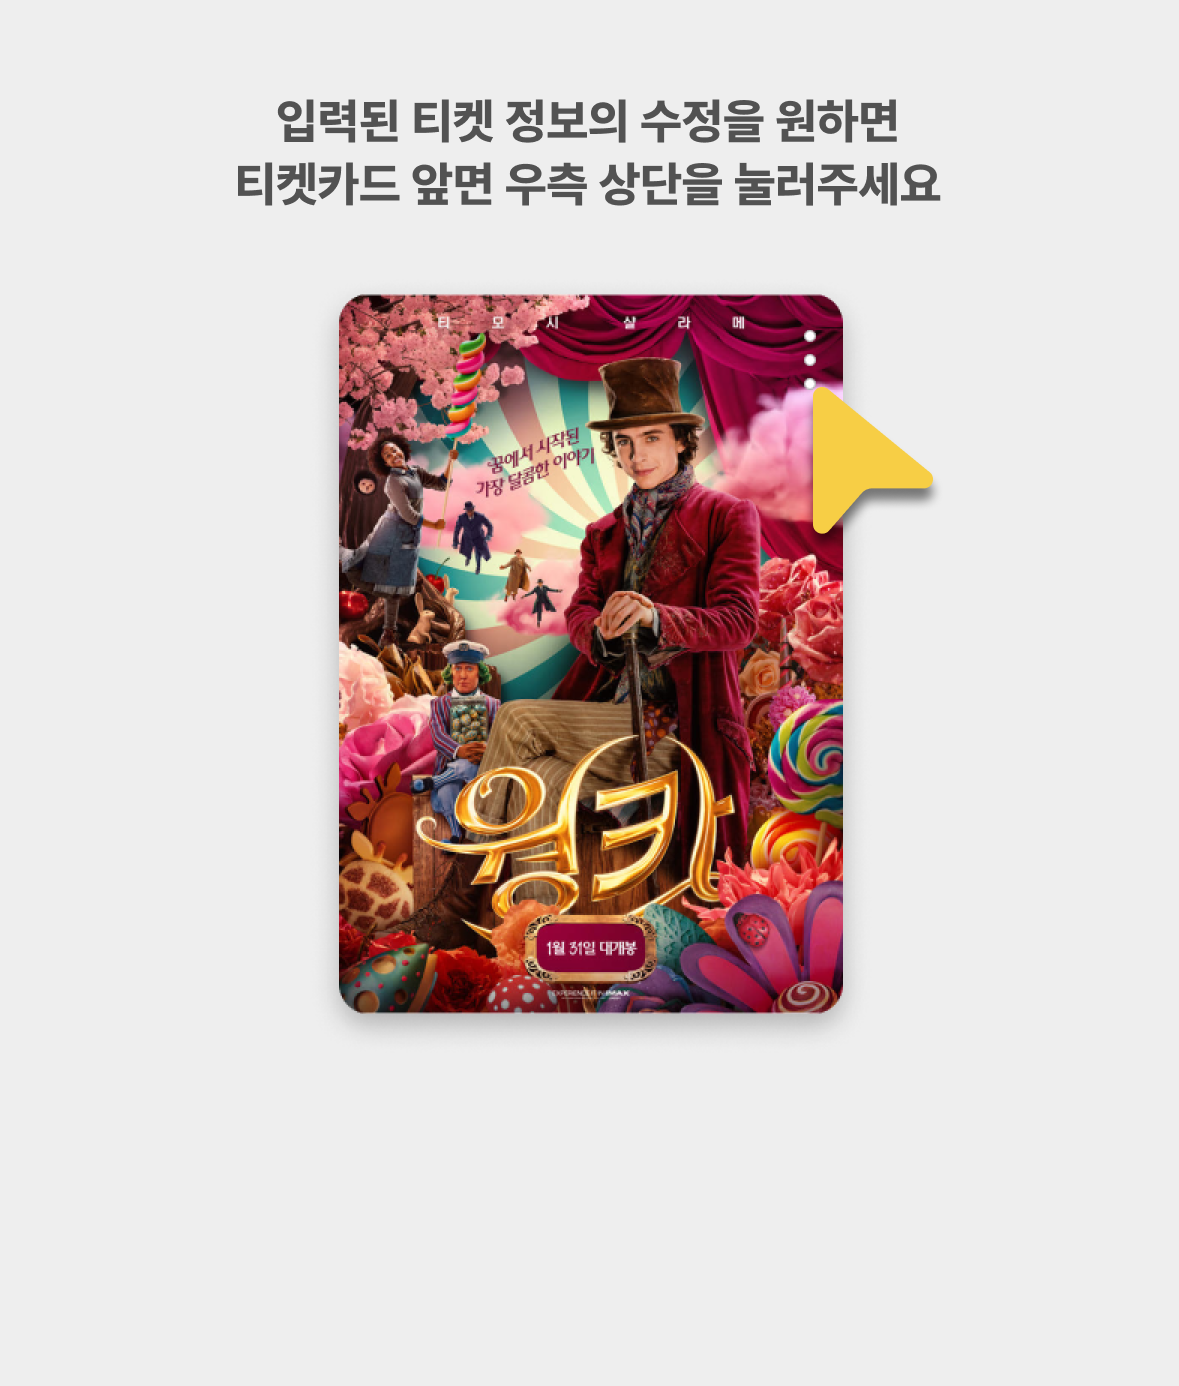 입력된 티켓 정보의 수정을 원하면
티켓카드 앞면 우측 상단을 눌러주세요
티 모 시 샬 라 메
꿈에서 시작된
가장 달콤한 이야기
웡카
1월 31일 대개봉
EXPERIENCE IT IN IMAX